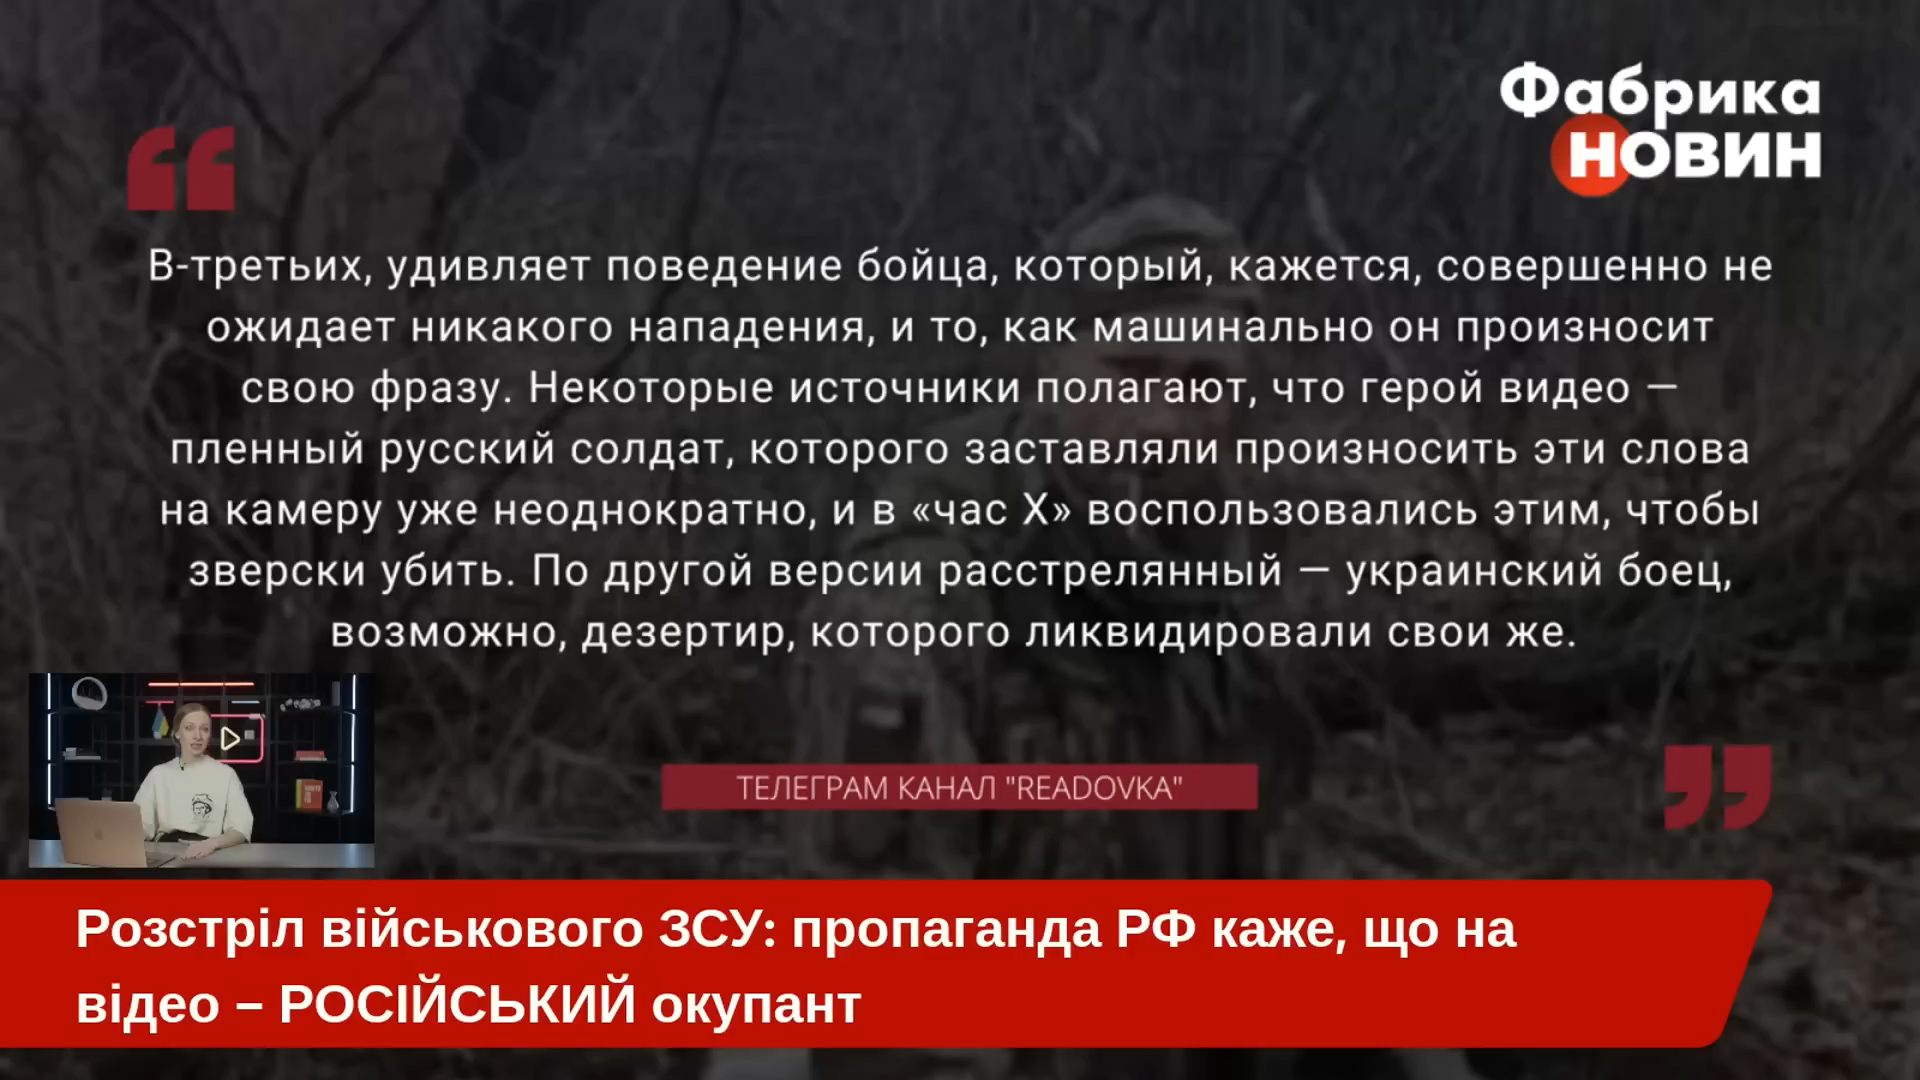 Фабрика
новин
В-третьих, удивляет поведение бойца, который, кажется, совершенно не
ожидает никакого нападения, и то, как машинально он произносит
свою фразу. Некоторые источники полагают, что герой видео —
пленный русский солдат, которого заставляли произносить эти слова
на камеру уже неоднократно, и в «час Х» воспользовались этим, чтобы
зверски убить. По другой версии расстрелянный — украинский боец,
возможно, дезертир, которого ликвидировали свои же.
ТЕЛЕГРАМ КАНАЛ "READOVKA"
Розстріл військового ЗСУ: пропаганда РФ каже, що на
відео – РОСІЙСЬКИЙ окупант